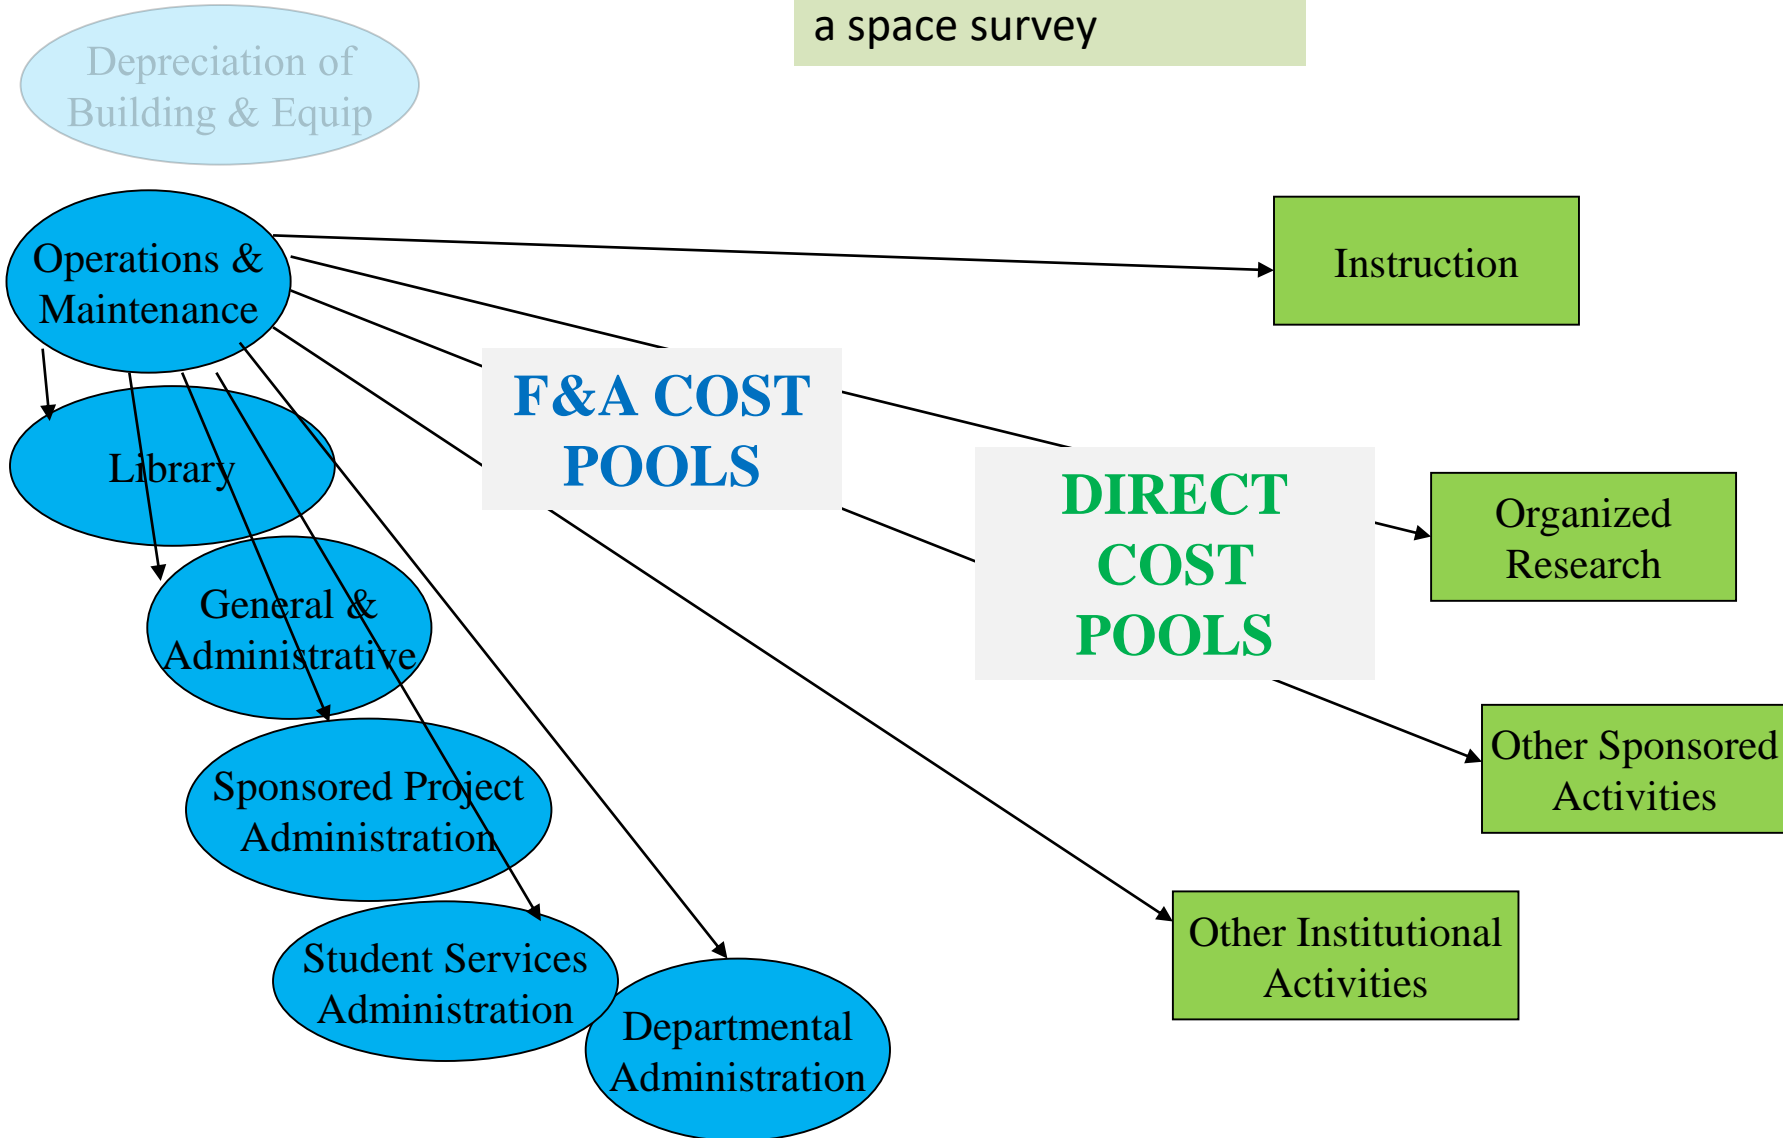 a space survey
Depreciation of
Building & Equip
Operations &
Maintenance
Instruction
F&A COST
POOLS
Library
DIRECT
COST
POOLS
Organized
Research
General &
Administrative
Other Sponsored
Activities
Sponsored Project
Administration
Other Institutional
Activities
Student Services
Administration
Departmental
Administration